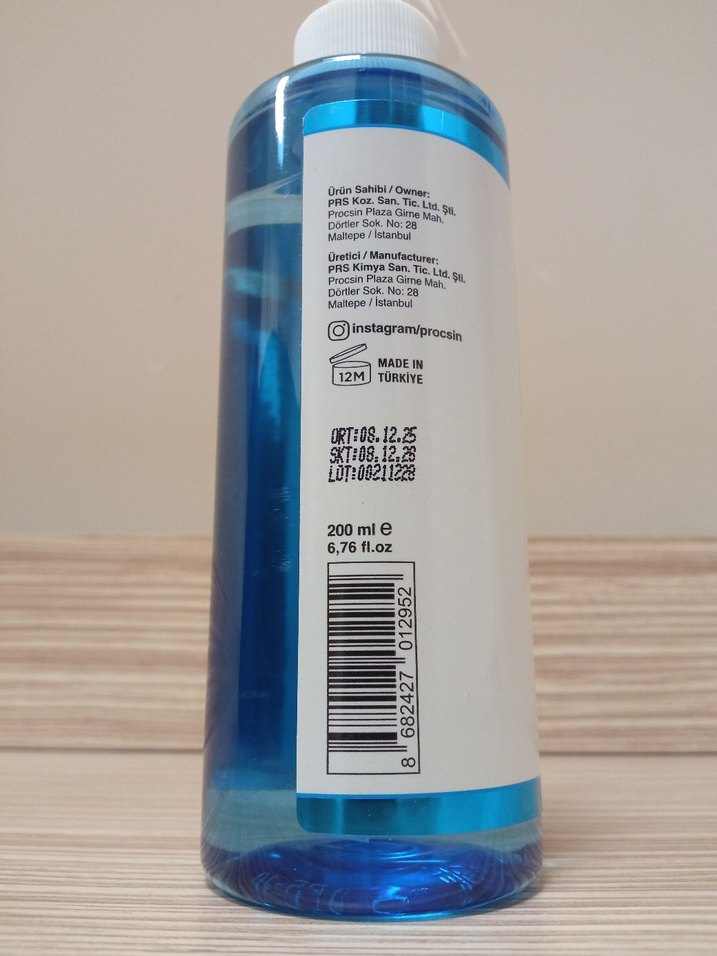 Ürün Sahibi / Owner:
PRS Koz. San. Tic. Ltd. Şti.
Procsin Plaza Girne Mah.
Dörtler Sok. No: 28
Maltepe / İstanbul
Üretici / Manufacturer:
PRS Kimya San. Tic. Ltd. Şti.
Procsin Plaza Girne Mah.
Dörtler Sok. No: 28
Maltepe / İstanbul
instagram/procsin
12M
MADE IN
TÜRKİYE
ÜRT:08.12.25
SKT:08.12.28
LOT:00211228
200 ml e
6,76 fl.oz
8 682427 012952